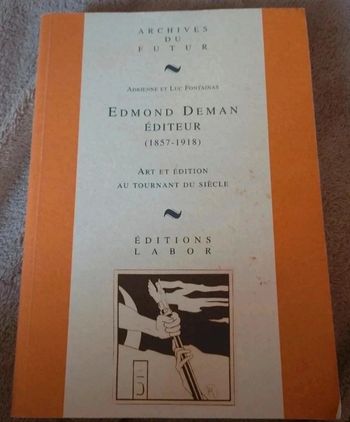 ARCHIVES
DU
FUTUR
ADRIENNE ET LUC FONTAINAS
EDMOND DEMAN
ÉDITEUR
(1857-1918)
ART ET ÉDITION
AU TOURNANT DU SIÈCLE
ÉDITIONS
LABOR